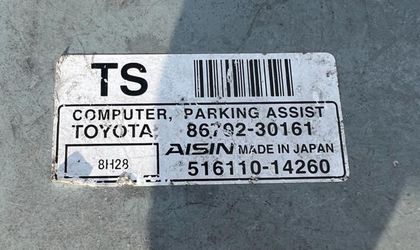 TS
COMPUTER, PARKING ASSIST
TOYOTA 86792-30161
8H28 AISIN MADE IN JAPAN
516110-14260